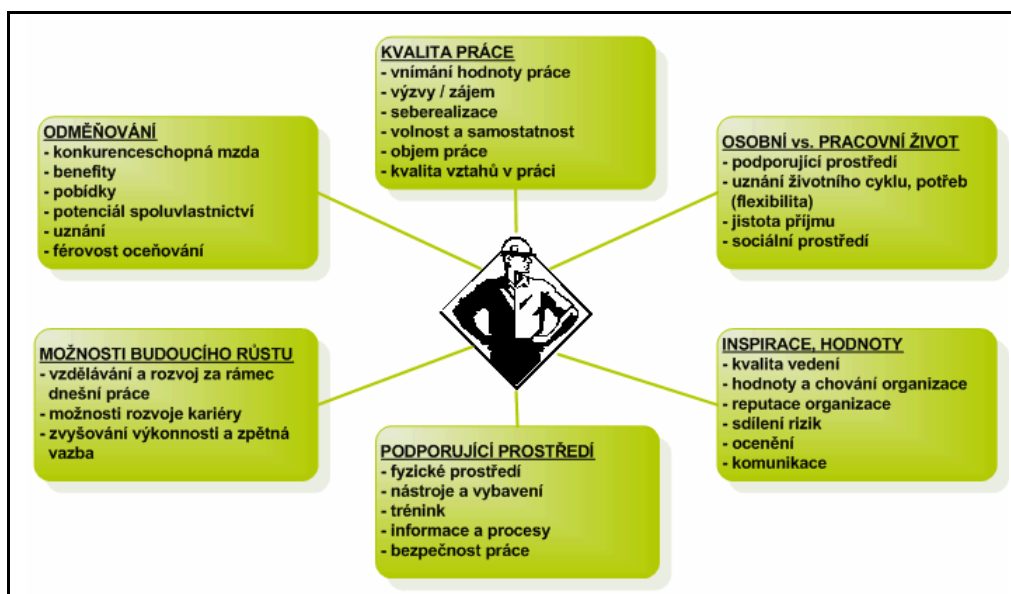 KVALITA PRÁCE
- vnímání hodnoty práce
- výzvy / zájem
- seberealizace
- volnost a samostatnost
- objem práce
- kvalita vztahů v práci
ODMĚŇOVÁNÍ
- konkurenceschopná mzda
- benefity
- pobídky
- potenciál spoluvlastnictví
- uznání
- férovost oceňování
OSOBNÍ vs. PRACOVNÍ ŽIVOT
- podporující prostředí
- uznání životního cyklu, potřeb
(flexibilita)
- jistota příjmu
- sociální prostředí
MOŽNOSTI BUDOUCÍHO RŮSTU
- vzdělávání a rozvoj za rámec
dnešní práce
- možnosti rozvoje kariéry
- zvyšování výkonnosti a zpětná
vazba
INSPIRACE, HODNOTY
- kvalita vedení
- hodnoty a chování organizace
- reputace organizace
- sdílení rizik
- ocenění
- komunikace
PODPORUJÍCÍ PROSTŘEDÍ
- fyzické prostředí
- nástroje a vybavení
- trénink
- informace a procesy
- bezpečnost práce